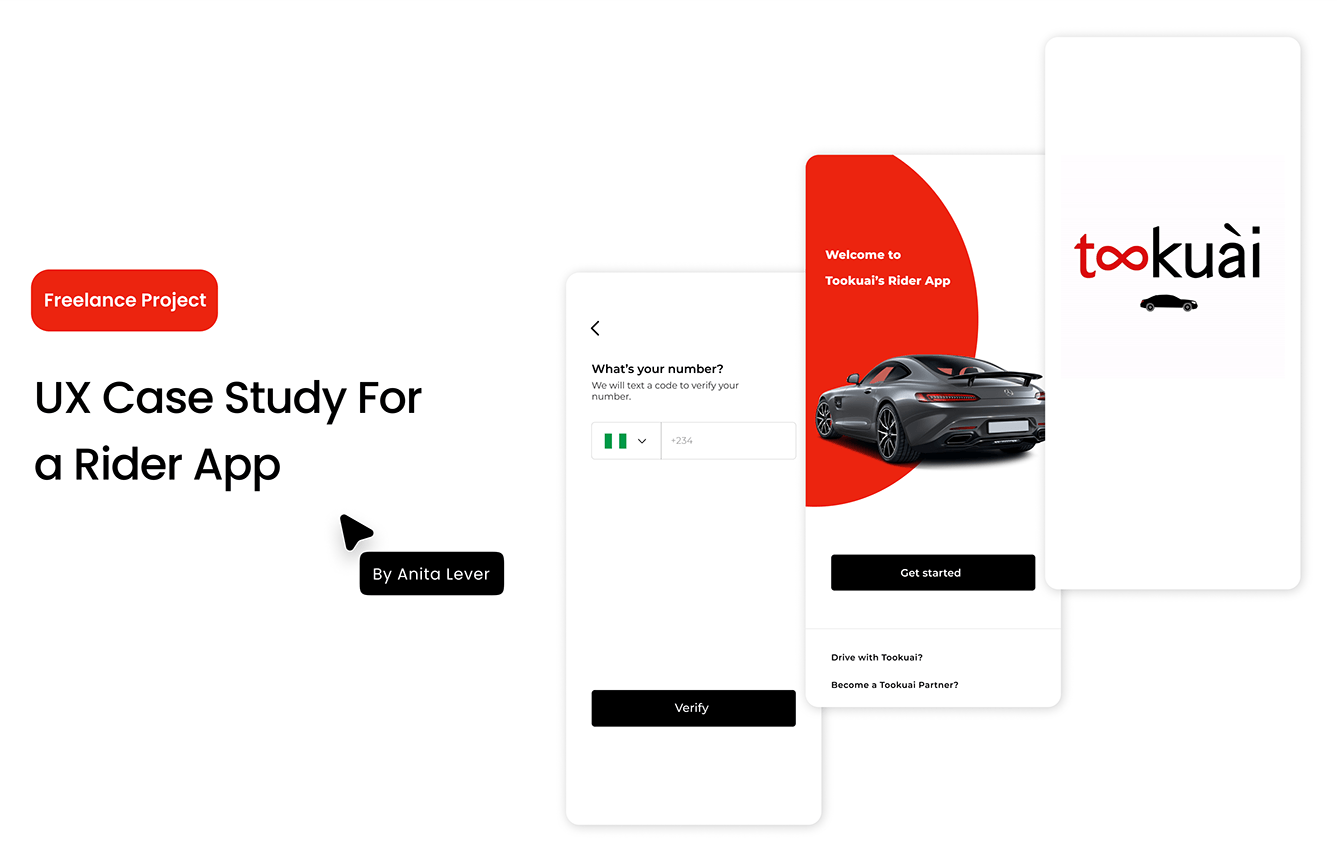 Freelance Project
UX Case Study For
a Rider App
By Anita Lever
What's your number?
We will text a code to verify your
number.
+234
Verify
Welcome to
Tookuai's Rider App
Get started
Drive with Tookuai?
Become a Tookuai Partner?
tookuài